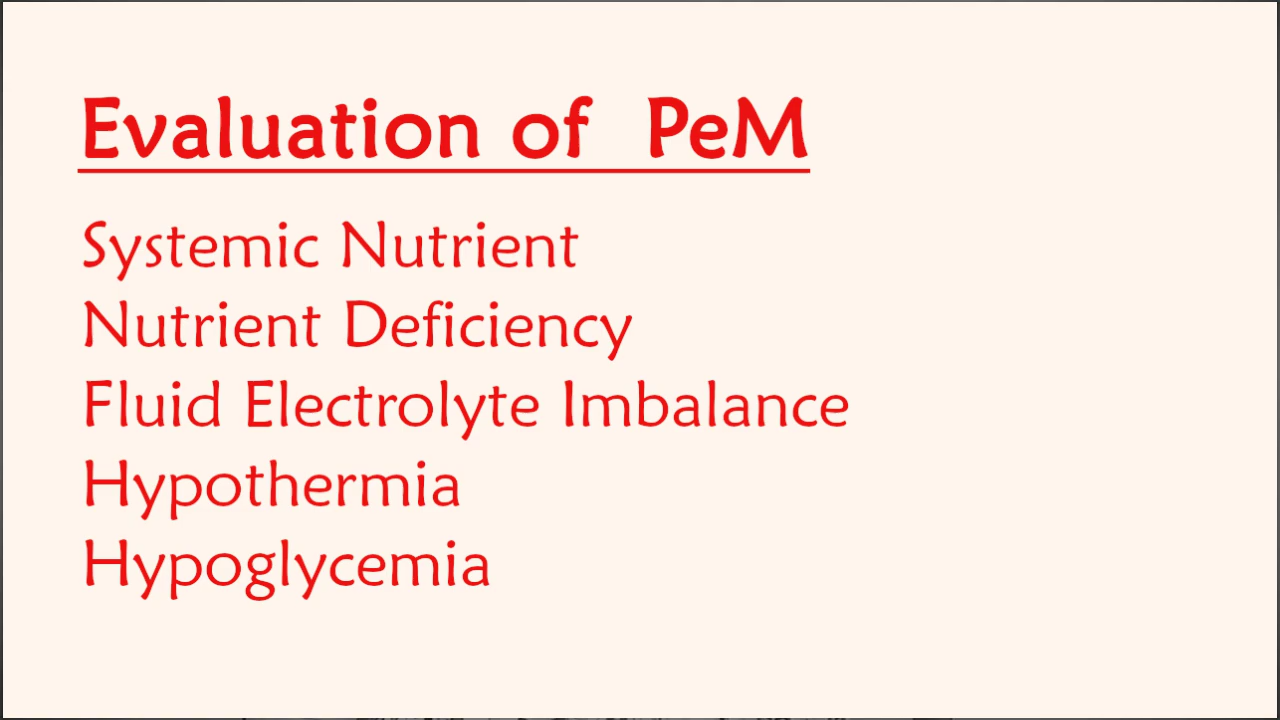 Evaluation of PeM
Systemic Nutrient
Nutrient Deficiency
Fluid Electrolyte Imbalance
Hypothermia
Hypoglycemia